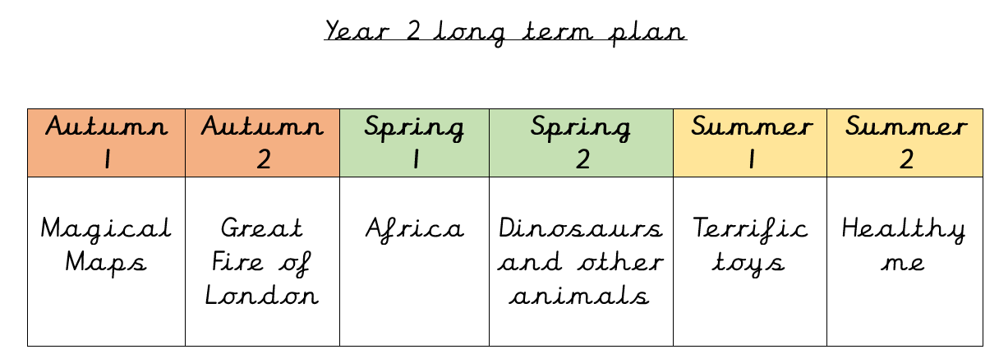 Year 2 long term plan
Autumn 1
Autumn 2
Spring 1
Spring 2
Summer 1
Summer 2
Magical
Maps
Great
Fire of
London
Africa
Dinosaurs
and other
animals
Terrific
toys
Healthy
me